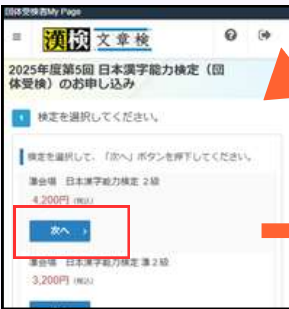 団体受検者My Page
漢検 文章検
2025年度第5回 日本漢字能力検定（団
体受検）のお申し込み
1 検定を選択してください。
検定を選択して、「次へ」ボタンを押下してください。
準会場 日本漢字能力検定 2級
4,200円 (税込)
次へ
準会場 日本漢字能力検定 準2級
3,200円 (税込)